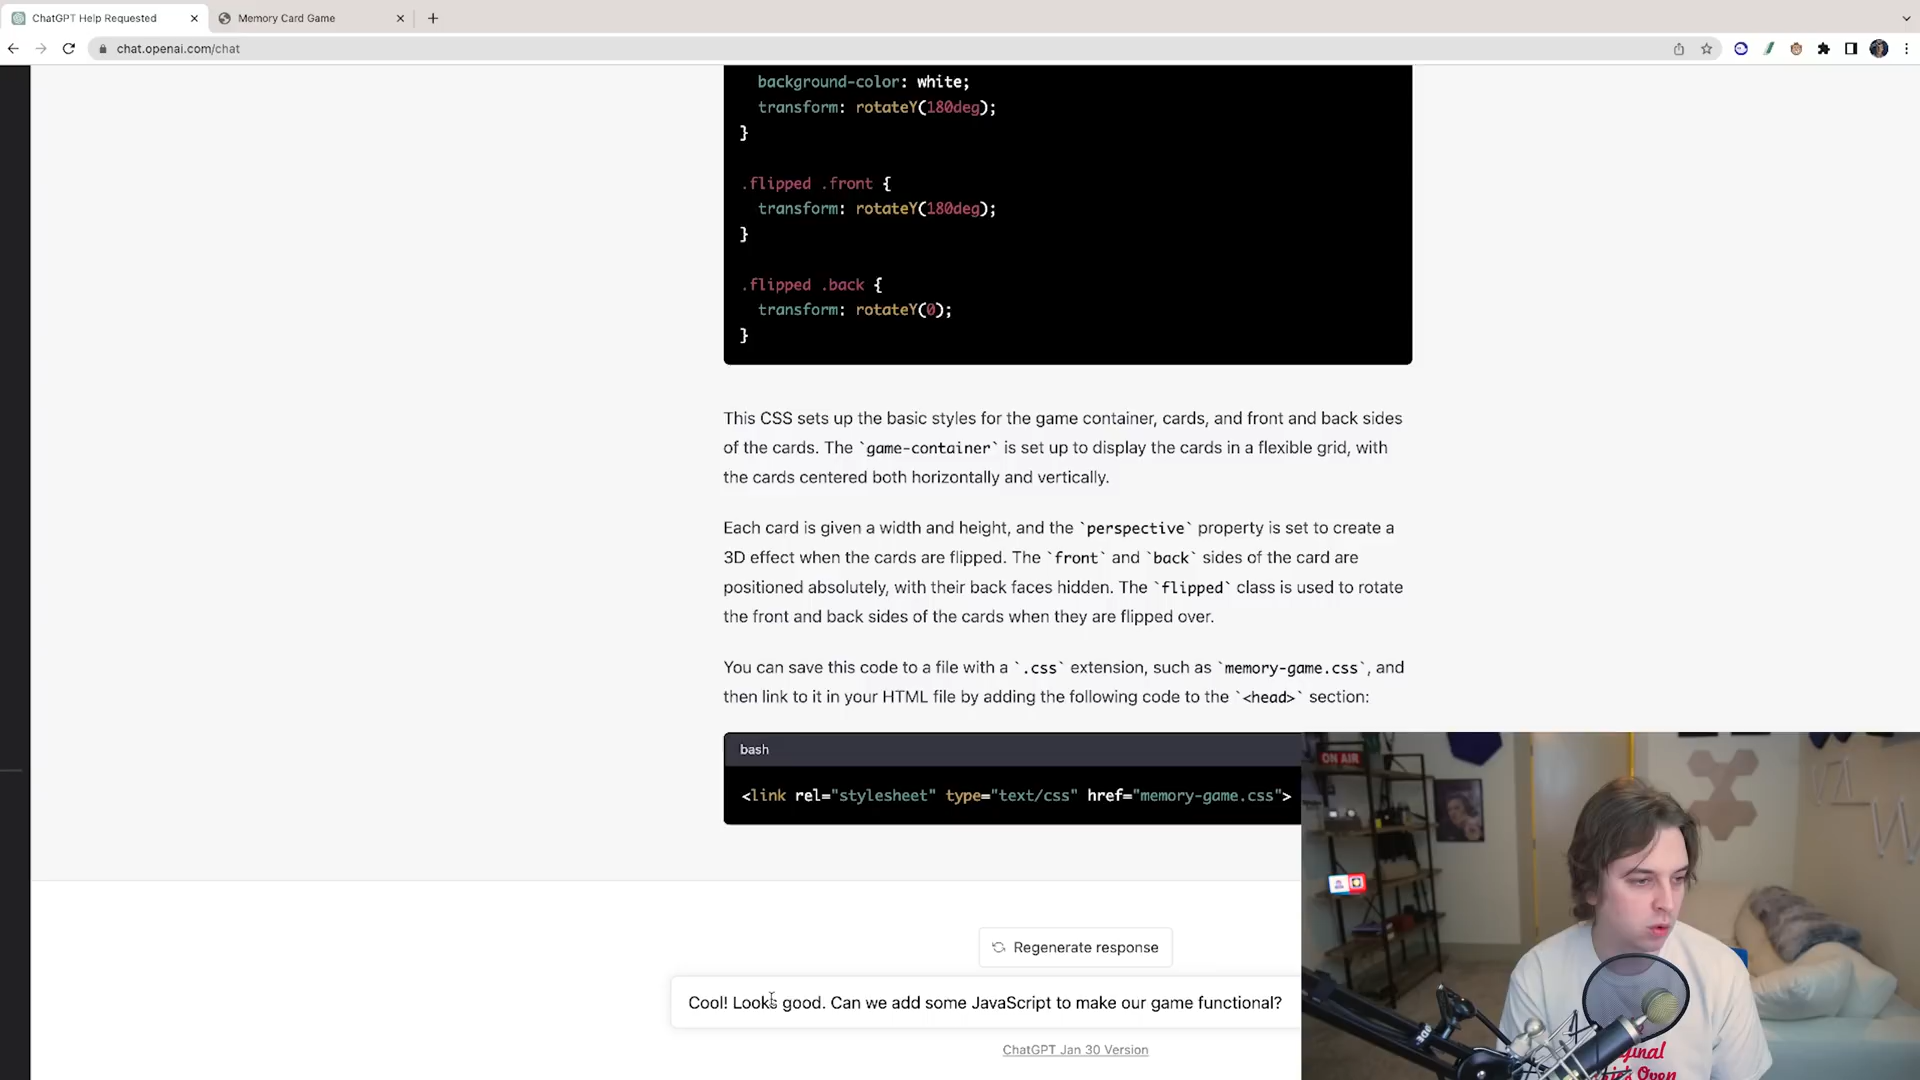 ChatGPT Help Requested
Memory Card Game
chat.openai.com/chat
background-color: white;
transform: rotateY(180deg);
}
.flipped .front {
transform: rotateY(180deg);
}
.flipped .back {
transform: rotateY(0);
}
This CSS sets up the basic styles for the game container, cards, and front and back sides
of the cards. The `game-container` is set up to display the cards in a flexible grid, with
the cards centered both horizontally and vertically.
Each card is given a width and height, and the `perspective` property is set to create a
3D effect when the cards are flipped. The `front` and `back` sides of the card are
positioned absolutely, with their back faces hidden. The `flipped` class is used to rotate
the front and back sides of the cards when they are flipped over.
You can save this code to a file with a `.css` extension, such as `memory-game.css`, and
then link to it in your HTML file by adding the following code to the `<head>` section:
bash
<link rel="stylesheet" type="text/css" href="memory-game.css">
ON AIR
Regenerate response
Cool! Looks good. Can we add some JavaScript to make our game functional?
ChatGPT Jan 30 Version